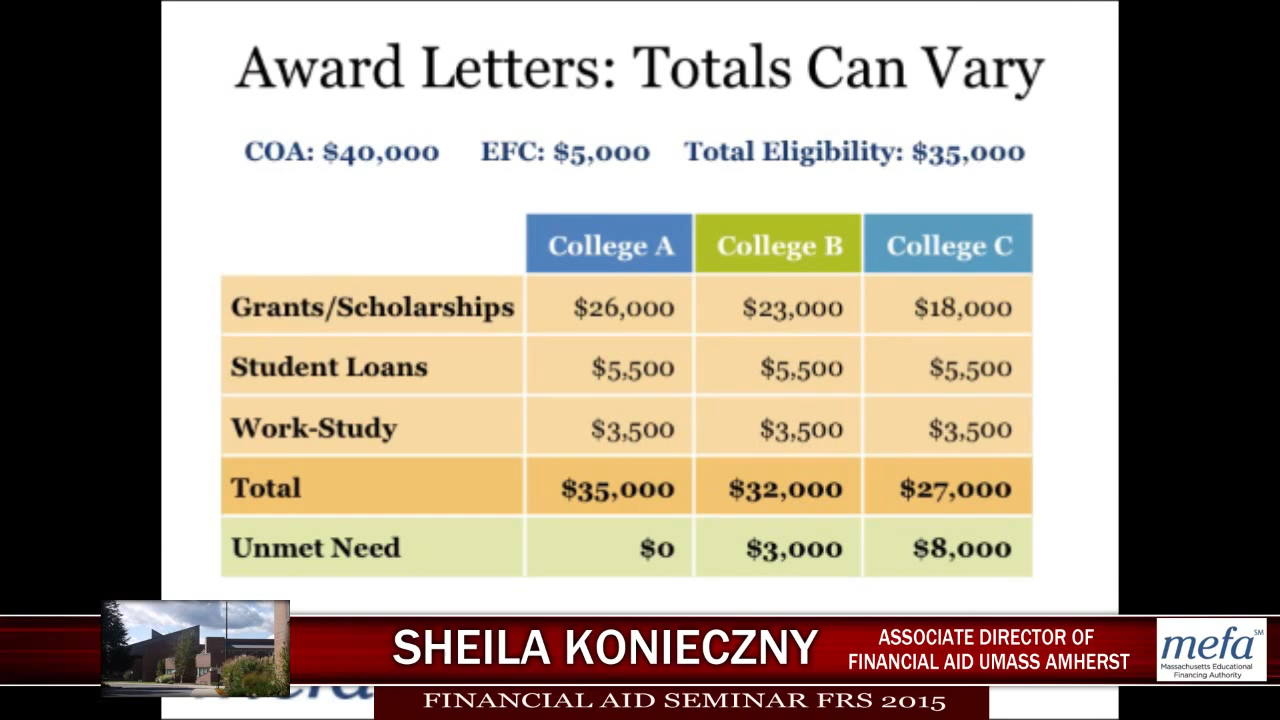 Award Letters: Totals Can Vary
COA: $40,000 EFC: $5,000 Total Eligibility: $35,000
College A College B College C
Grants/Scholarships $26,000 $23,000 $18,000
Student Loans $5,500 $5,500 $5,500
Work-Study $3,500 $3,500 $3,500
Total $35,000 $32,000 $27,000
Unmet Need $0 $3,000 $8,000
SHEILA KONIECZNY
ASSOCIATE DIRECTOR OF
FINANCIAL AID UMASS AMHERST
mefa SM
Massachusetts Educational
Financing Authority
FINANCIAL AID SEMINAR FRS 2015